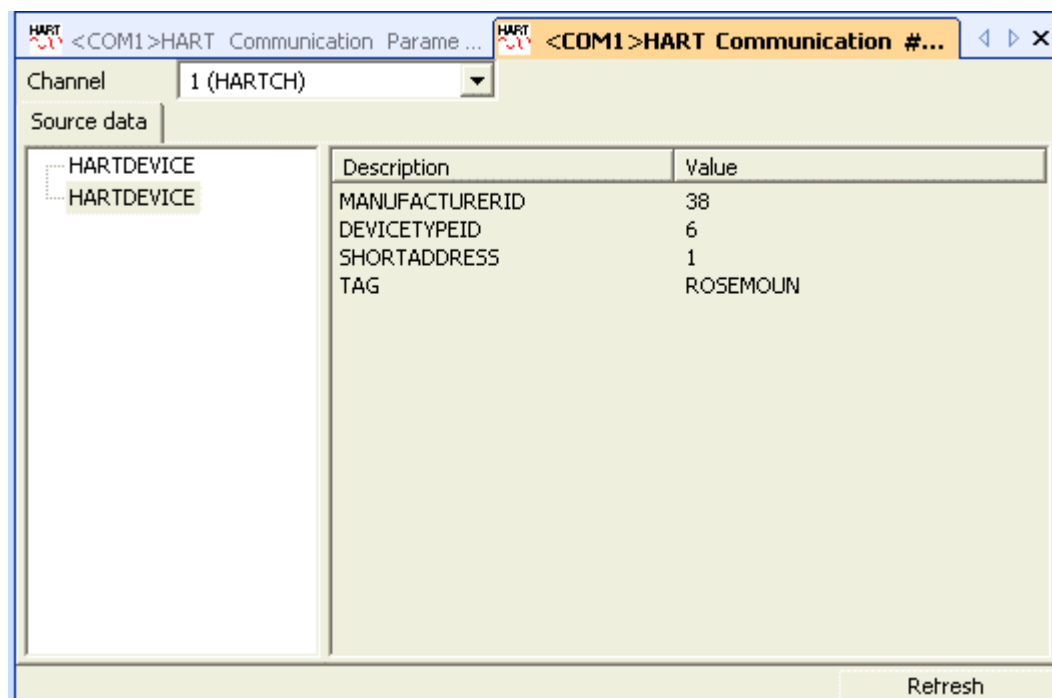 HART <COM1>HART Communication Parame ... HART <COM1>HART Communication #...
Channel 1 (HARTCH)
Source data
HARTDEVICE
HARTDEVICE
Description Value
MANUFACTURERID 38
DEVICETYPEID 6
SHORTADDRESS 1
TAG ROSEMOUN
Refresh